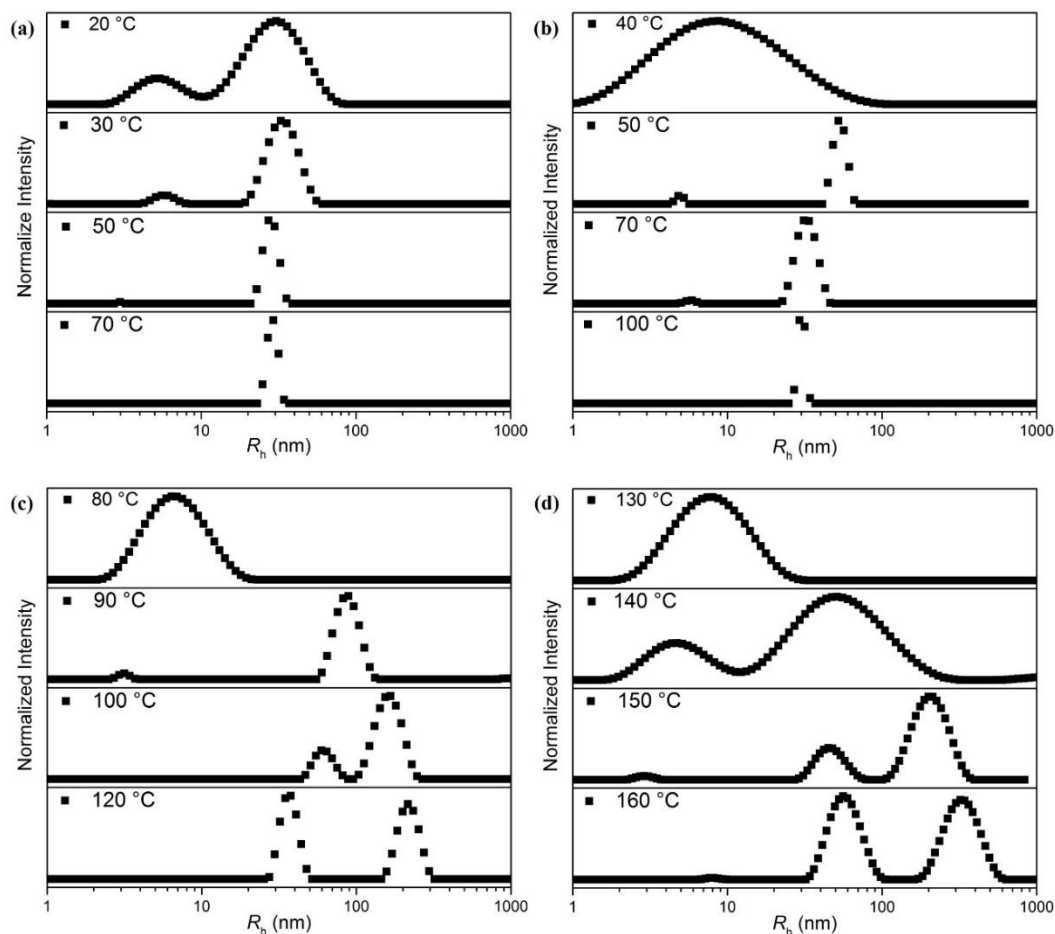 (a)
20 °C
30 °C
50 °C
70 °C
Normalize Intensity
1 10 100 1000
Rh (nm)
(b)
40 °C
50 °C
70 °C
100 °C
Normalized Intensity
1 10 100 1000
Rh (nm)
(c)
80 °C
90 °C
100 °C
120 °C
Normalized Intensity
1 10 100 1000
Rh (nm)
(d)
130 °C
140 °C
150 °C
160 °C
Normalized Intensity
1 10 100 1000
Rh (nm)